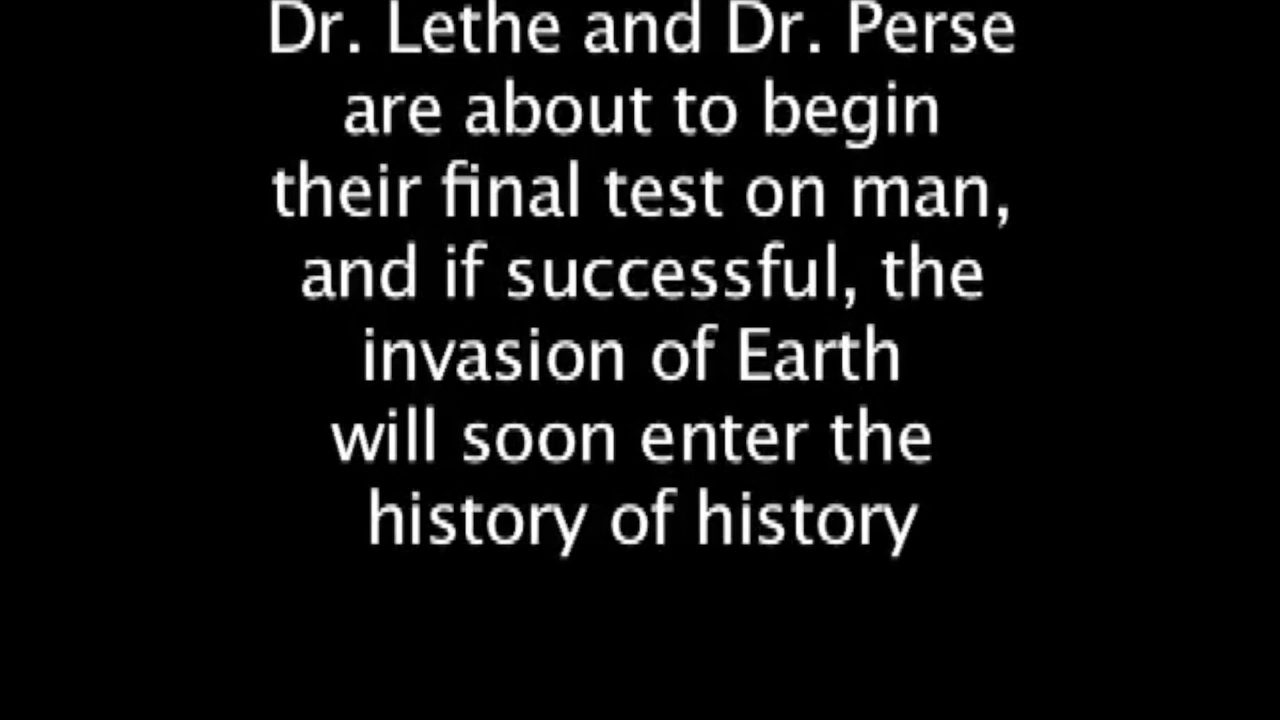 Dr. Lethe and Dr. Perse
are about to begin
their final test on man,
and if successful, the
invasion of Earth
will soon enter the
history of history